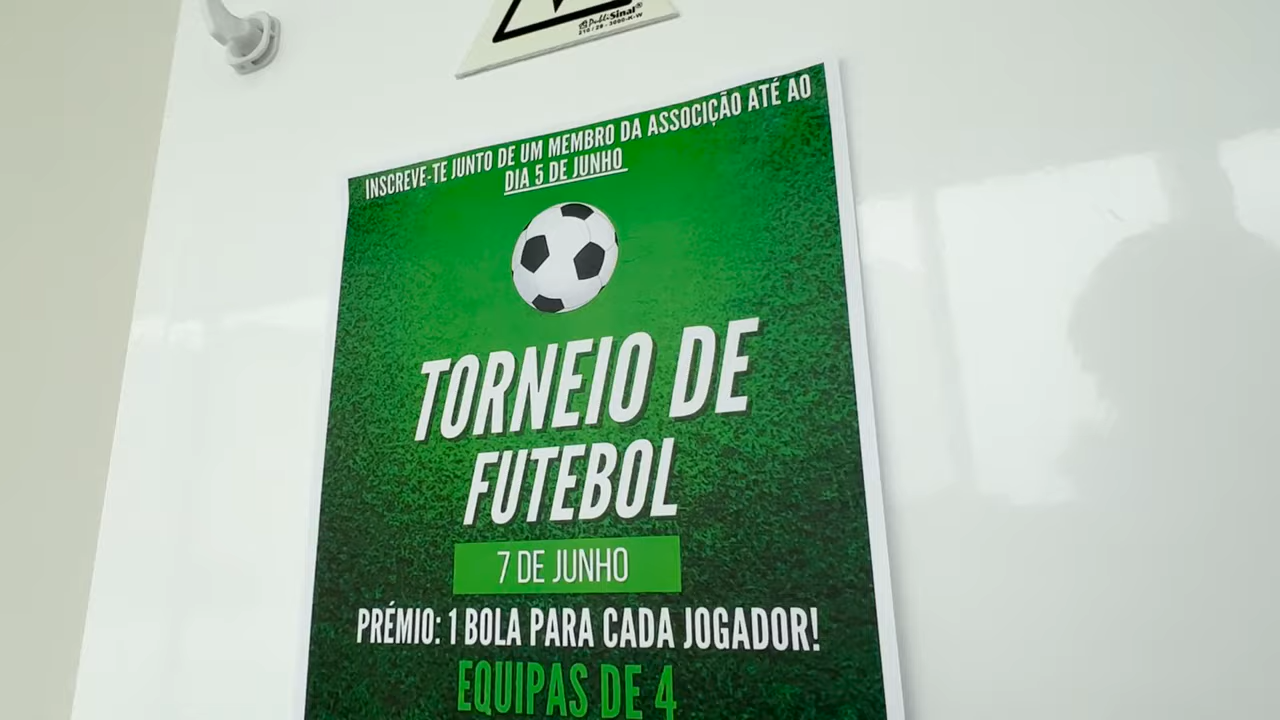 PubliSinal®
INSCREVE-TE JUNTO DE UM MEMBRO DA ASSOCIÇÃO ATÉ AO
DIA 5 DE JUNHO
TORNEIO DE
FUTEBOL
7 DE JUNHO
PRÉMIO: 1 BOLA PARA CADA JOGADOR!
EQUIPAS DE 4